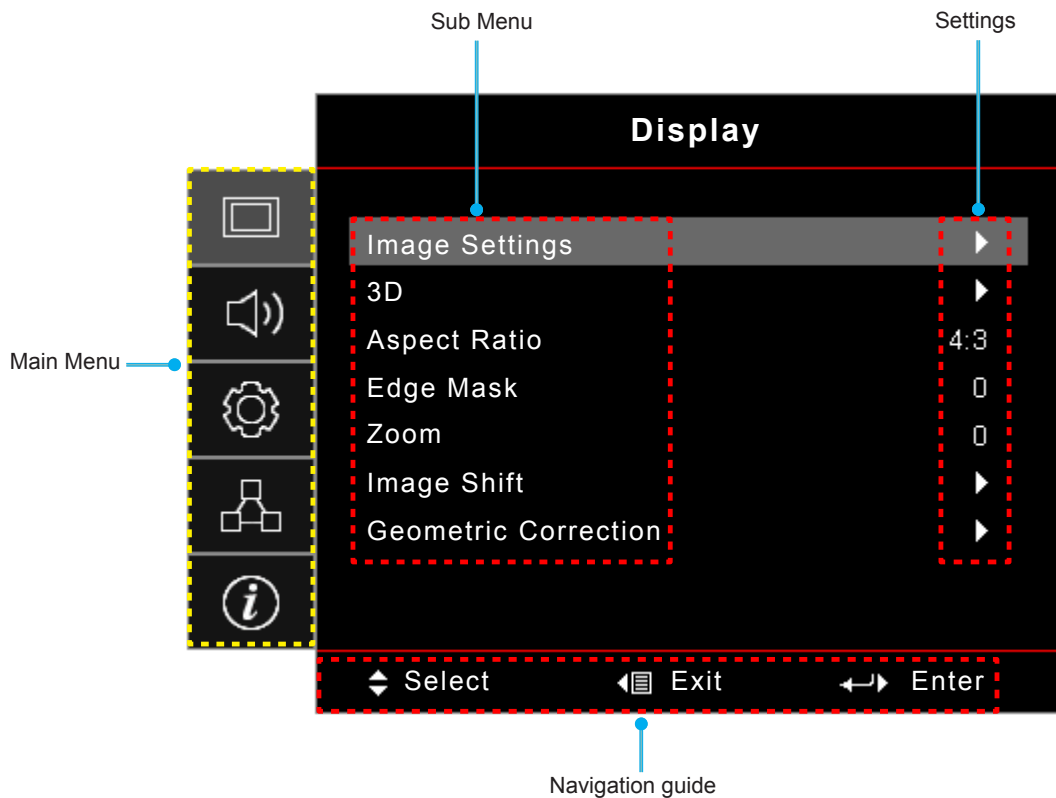 Sub Menu
Settings
Display
Image Settings
3D
Aspect Ratio 4:3
Edge Mask 0
Zoom 0
Image Shift
Geometric Correction
Main Menu
Select Exit Enter
Navigation guide